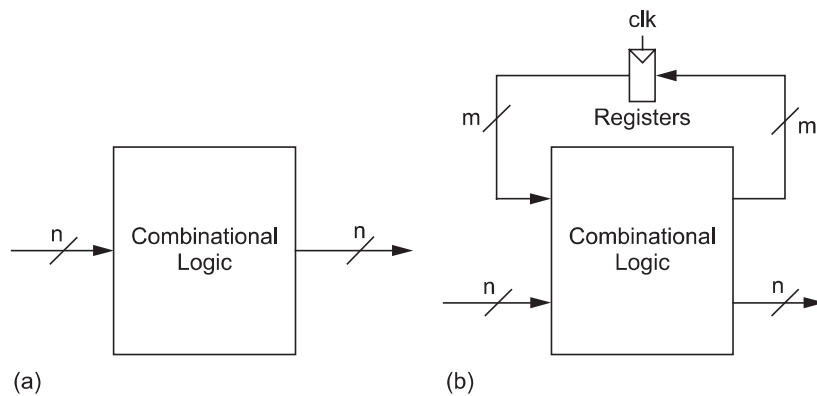 clk
m
Registers
m
n
Combinational
Logic
n
Combinational
Logic
n
n
(a)
(b)